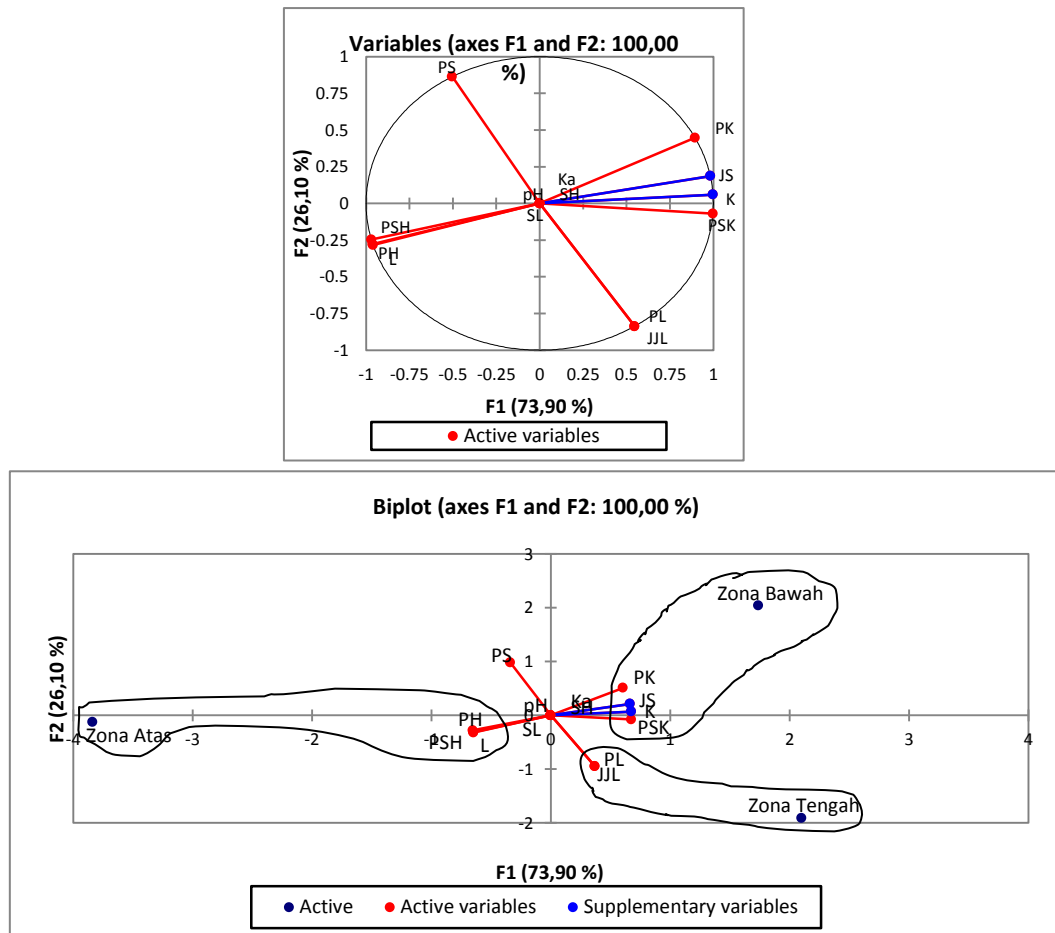 Variables (axes F1 and F2: 100,00
%)
PS
1
0.75
0.5
0.25
0
-0.25
-0.5
-0.75
-1
F2 (26,10 %)
PK
Ka
JS
pH
SH
K
SL
PSK
PSH
PH
L
PL
JJL
-1
-0.75
-0.5
-0.25
0
0.25
0.5
0.75
1
F1 (73,90 %)
Active variables
Biplot (axes F1 and F2: 100,00 %)
3
2
1
0
-1
-2
F2 (26,10 %)
Zona Bawah
PS
PK
Ka
JS
pH
SH
K
SL
PSK
PH
PSH
L
Zona Atas
PL
JJL
Zona Tengah
-4
-3
-2
-1
0
1
2
3
4
F1 (73,90 %)
Active
Active variables
Supplementary variables